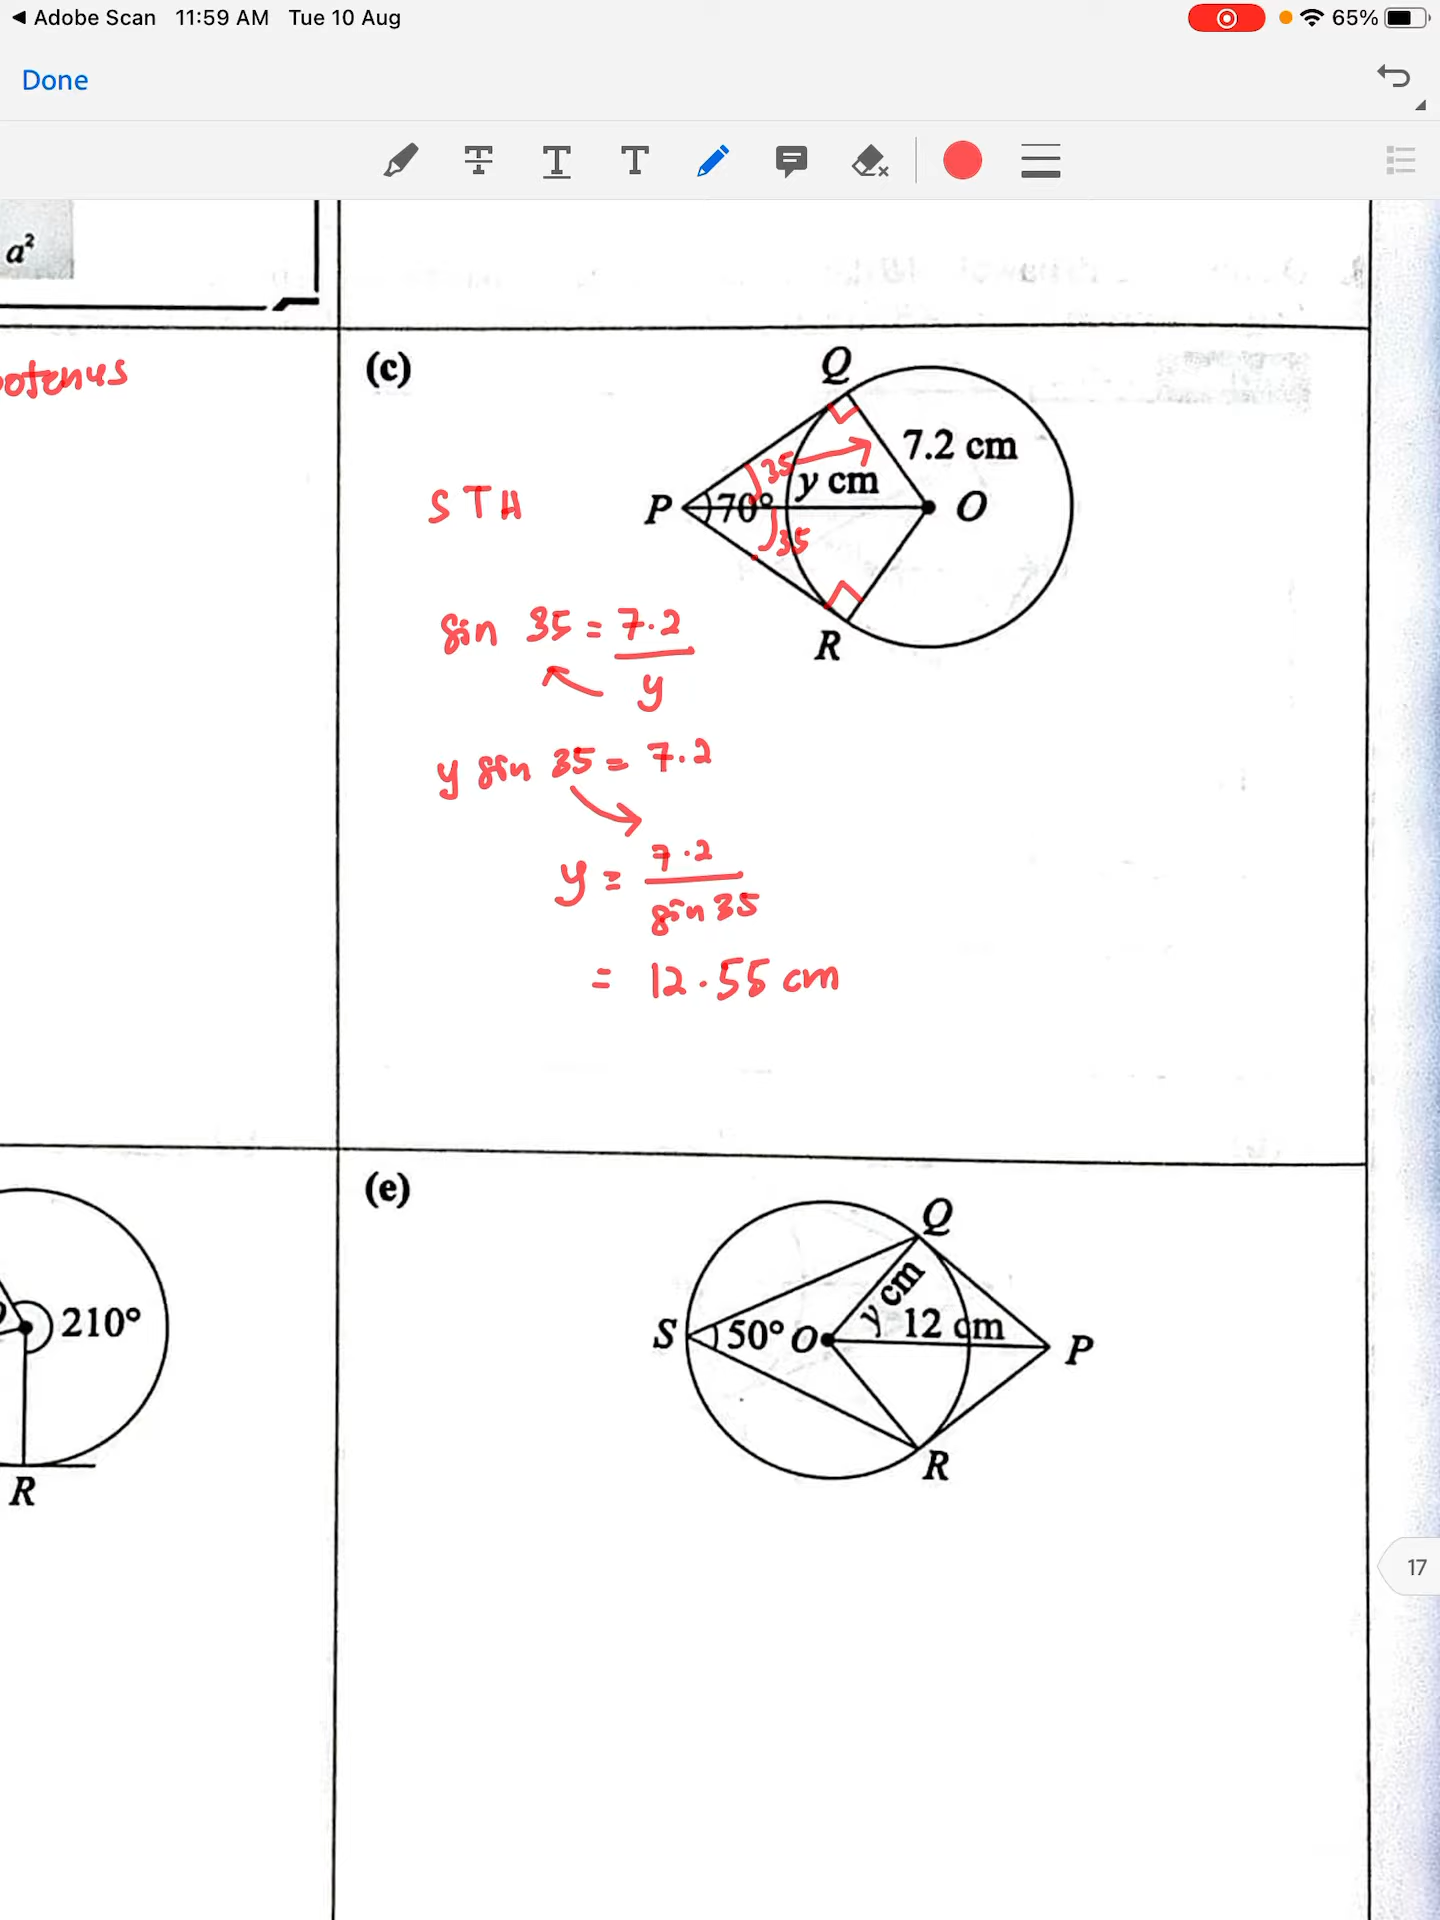 ◄ Adobe Scan 11:59 AM Tue 10 Aug 65%
Done
T T T
a²
(c)
Q
7.2 cm
35
y cm
P 70° O
35
R
STH
sin 35 = 7.2
y
y sin 35 = 7.2
y = 7.2
sin 35
= 12.55 cm
(e)
Q
y cm
12 cm
S 50° O P
R
210°
R
17